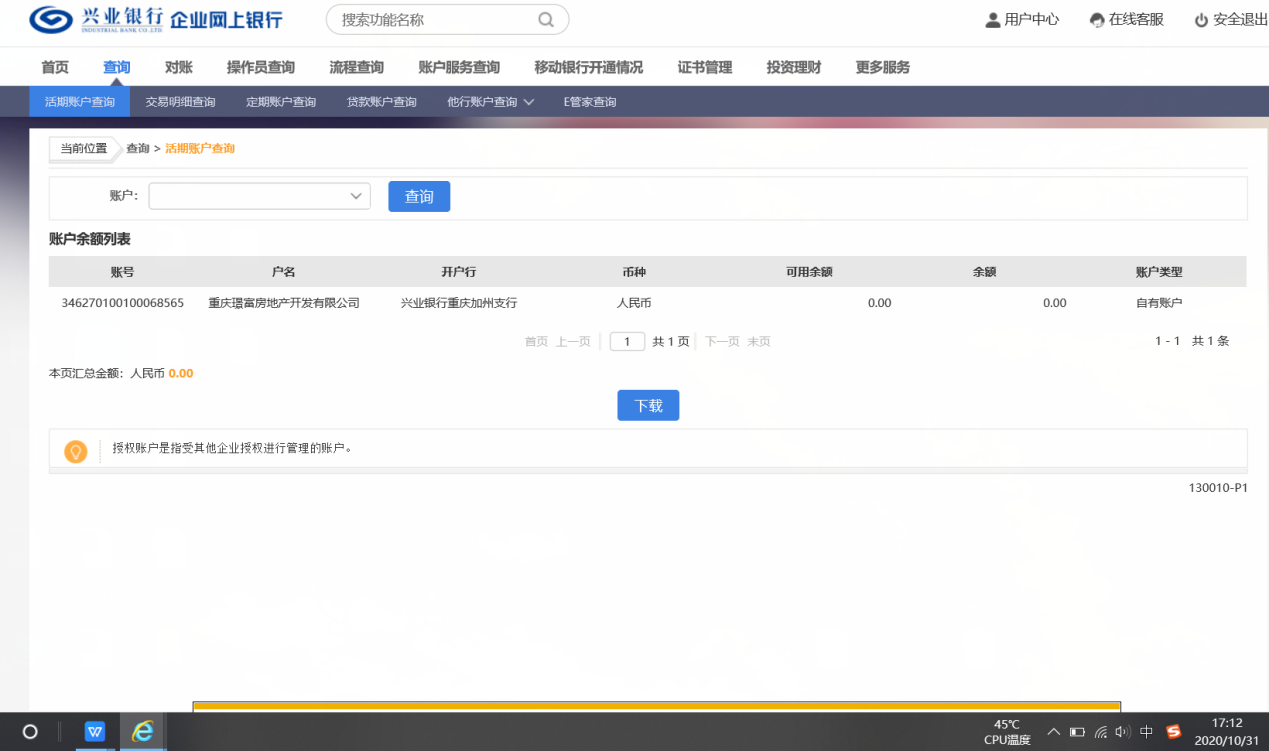 兴业银行 企业网上银行
INDUSTRIAL BANK CO.,LTD.
搜索功能名称
用户中心 在线客服 安全退出
首页 查询 对账 操作员查询 流程查询 账户服务查询 移动银行开通情况 证书管理 投资理财 更多服务
活期账户查询 交易明细查询 定期账户查询 贷款账户查询 他行账户查询 E管家查询
当前位置 查询 > 活期账户查询
账户： 查询
账户余额列表
账号 户名 开户行 币种 可用余额 余额 账户类型
346270100100068565 重庆璟富房地产开发有限公司 兴业银行重庆加州支行 人民币 0.00 0.00 自有账户
首页 上一页 1 共 1 页 下一页 末页 1 - 1 共 1 条
本页汇总金额：人民币 0.00
下载
授权账户是指受其他企业授权进行管理的账户。
130010-P1
45℃ 17:12
CPU温度 中 2020/10/31